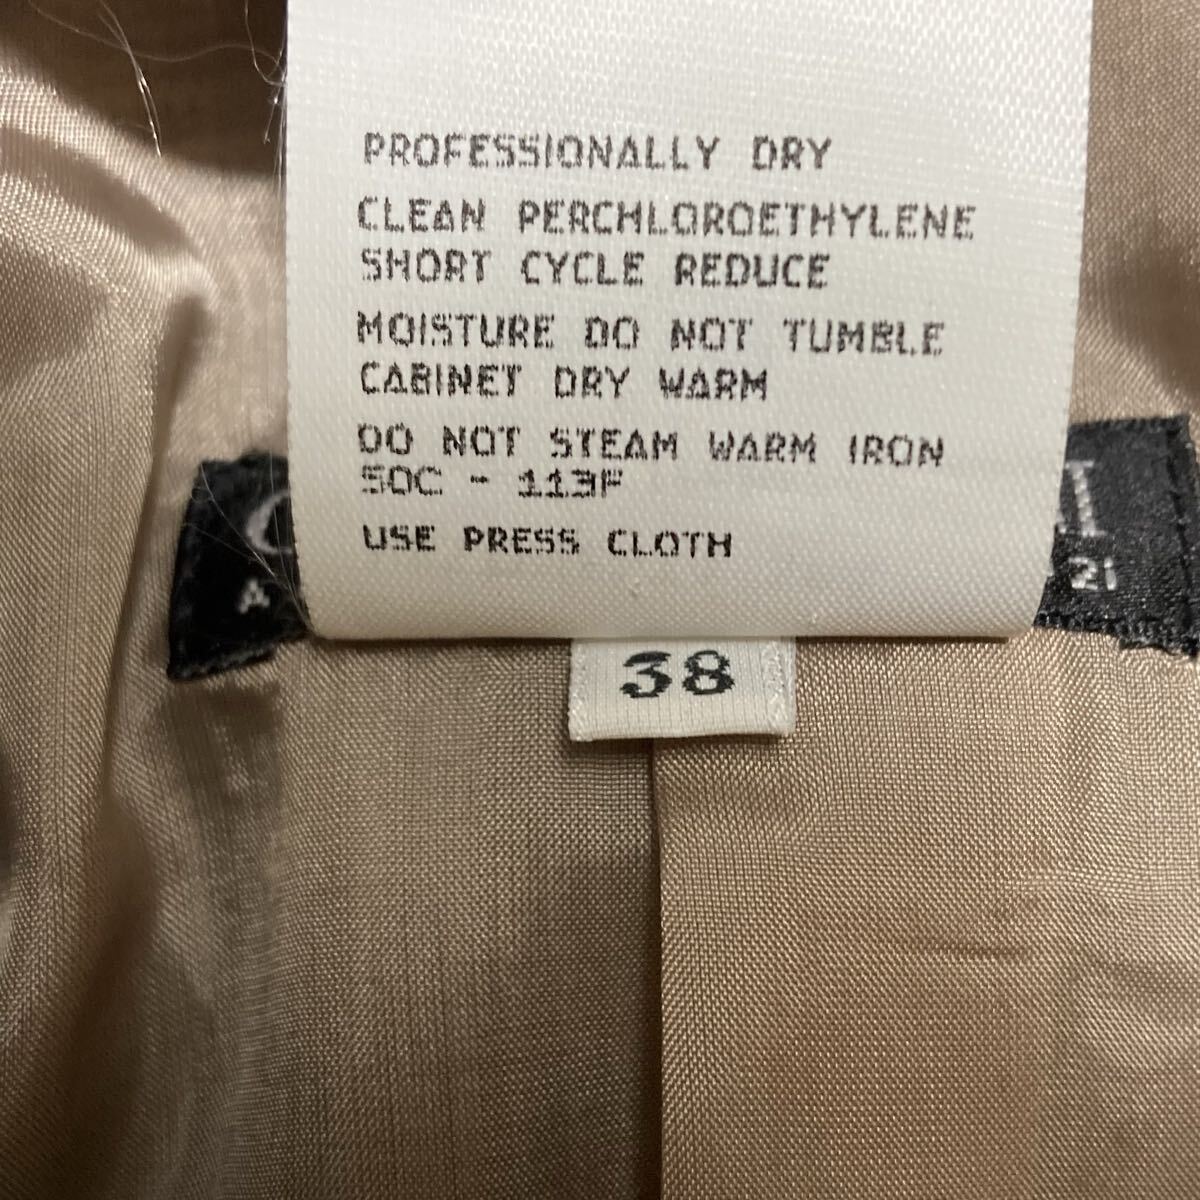 PROFESSIONALLY DRY
CLEAN PERCHLOROETHYLENE
SHORT CYCLE REDUCE
MOISTURE DO NOT TUMBLE
CABINET DRY WARM
DO NOT STEAM WARM IRON
50C - 113F
USE PRESS CLOTH
38